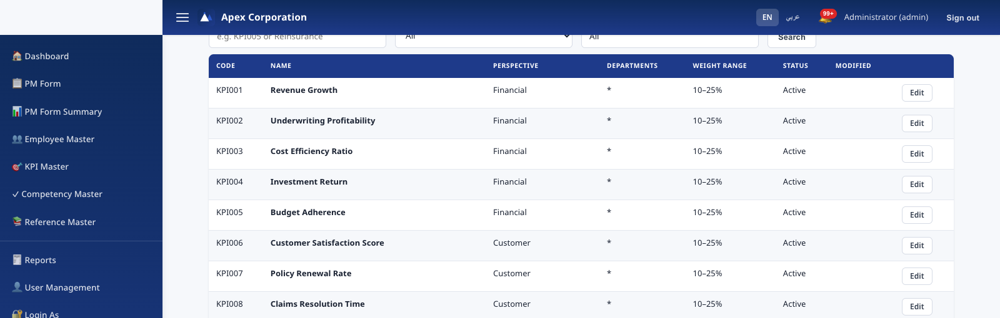 Apex Corporation
EN
عربي
99+
Administrator (admin)
Sign out
Dashboard
PM Form
PM Form Summary
Employee Master
KPI Master
Competency Master
Reference Master
Reports
User Management
Login As
e.g. KPI005 or Reinsurance
All
All
Search
CODE NAME PERSPECTIVE DEPARTMENTS WEIGHT RANGE STATUS MODIFIED
KPI001 Revenue Growth Financial * 10–25% Active Edit
KPI002 Underwriting Profitability Financial * 10–25% Active Edit
KPI003 Cost Efficiency Ratio Financial * 10–25% Active Edit
KPI004 Investment Return Financial * 10–25% Active Edit
KPI005 Budget Adherence Financial * 10–25% Active Edit
KPI006 Customer Satisfaction Score Customer * 10–25% Active Edit
KPI007 Policy Renewal Rate Customer * 10–25% Active Edit
KPI008 Claims Resolution Time Customer * 10–25% Active Edit